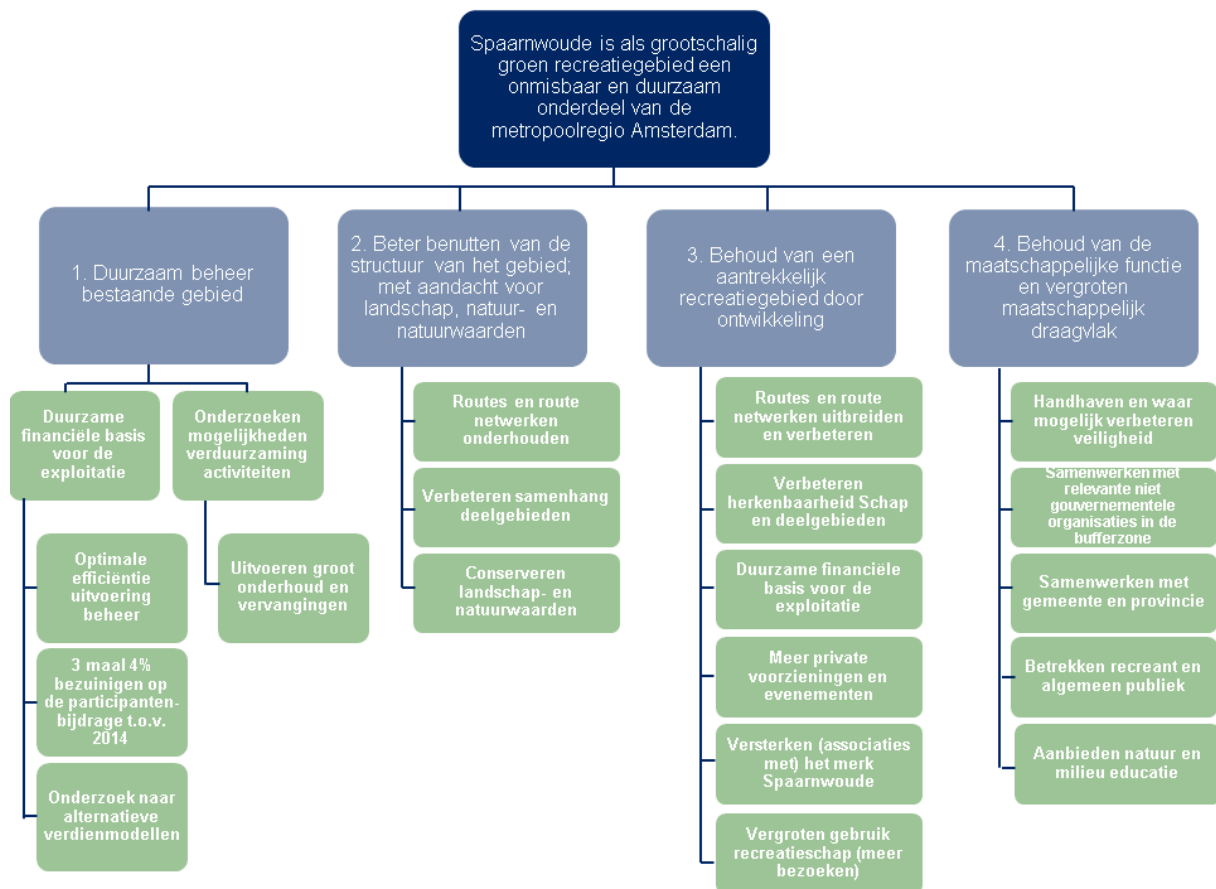 Spaarnwoude is als grootschalig
groen recreatiegebied een
onmisbaar en duurzaam
onderdeel van de
metropoolregio Amsterdam.
1. Duurzaam beheer
bestaande gebied
Duurzame
financiële basis
voor de
exploitatie
Optimale
efficiëntie
uitvoering
beheer
3 maal 4%
bezuinigen op
de participanten-
bijdrage t.o.v.
2014
Onderzoek naar
alternatieve
verdienmodellen
Onderzoeken
mogelijkheden
verduurzaming
activiteiten
Uitvoeren groot
onderhoud en
vervangingen
2. Beter benutten van de
structuur van het gebied;
met aandacht voor
landschap, natuur- en
natuurwaarden
Routes en route
netwerken
onderhouden
Verbeteren samenhang
deelgebieden
Conserveren
landschap- en
natuurwaarden
3. Behoud van een
aantrekkelijk
recreatiegebied door
ontwikkeling
Routes en route
netwerken uitbreiden
en verbeteren
Verbeteren
herkenbaarheid Schap
en deelgebieden
Duurzame financiële
basis voor de
exploitatie
Meer private
voorzieningen en
evenementen
Versterken (associaties
met) het merk
Spaarnwoude
Vergroten gebruik
recreatieschap (meer
bezoeken)
4. Behoud van de
maatschappelijke functie
en vergroten
maatschappelijk
draagvlak
Handhaven en waar
mogelijk verbeteren
veiligheid
Samenwerken met
relevante niet
gouvernementele
organisaties in de
bufferzone
Samenwerken met
gemeente en provincie
Betrekken recreant en
algemeen publiek
Aanbieden natuur en
milieu educatie